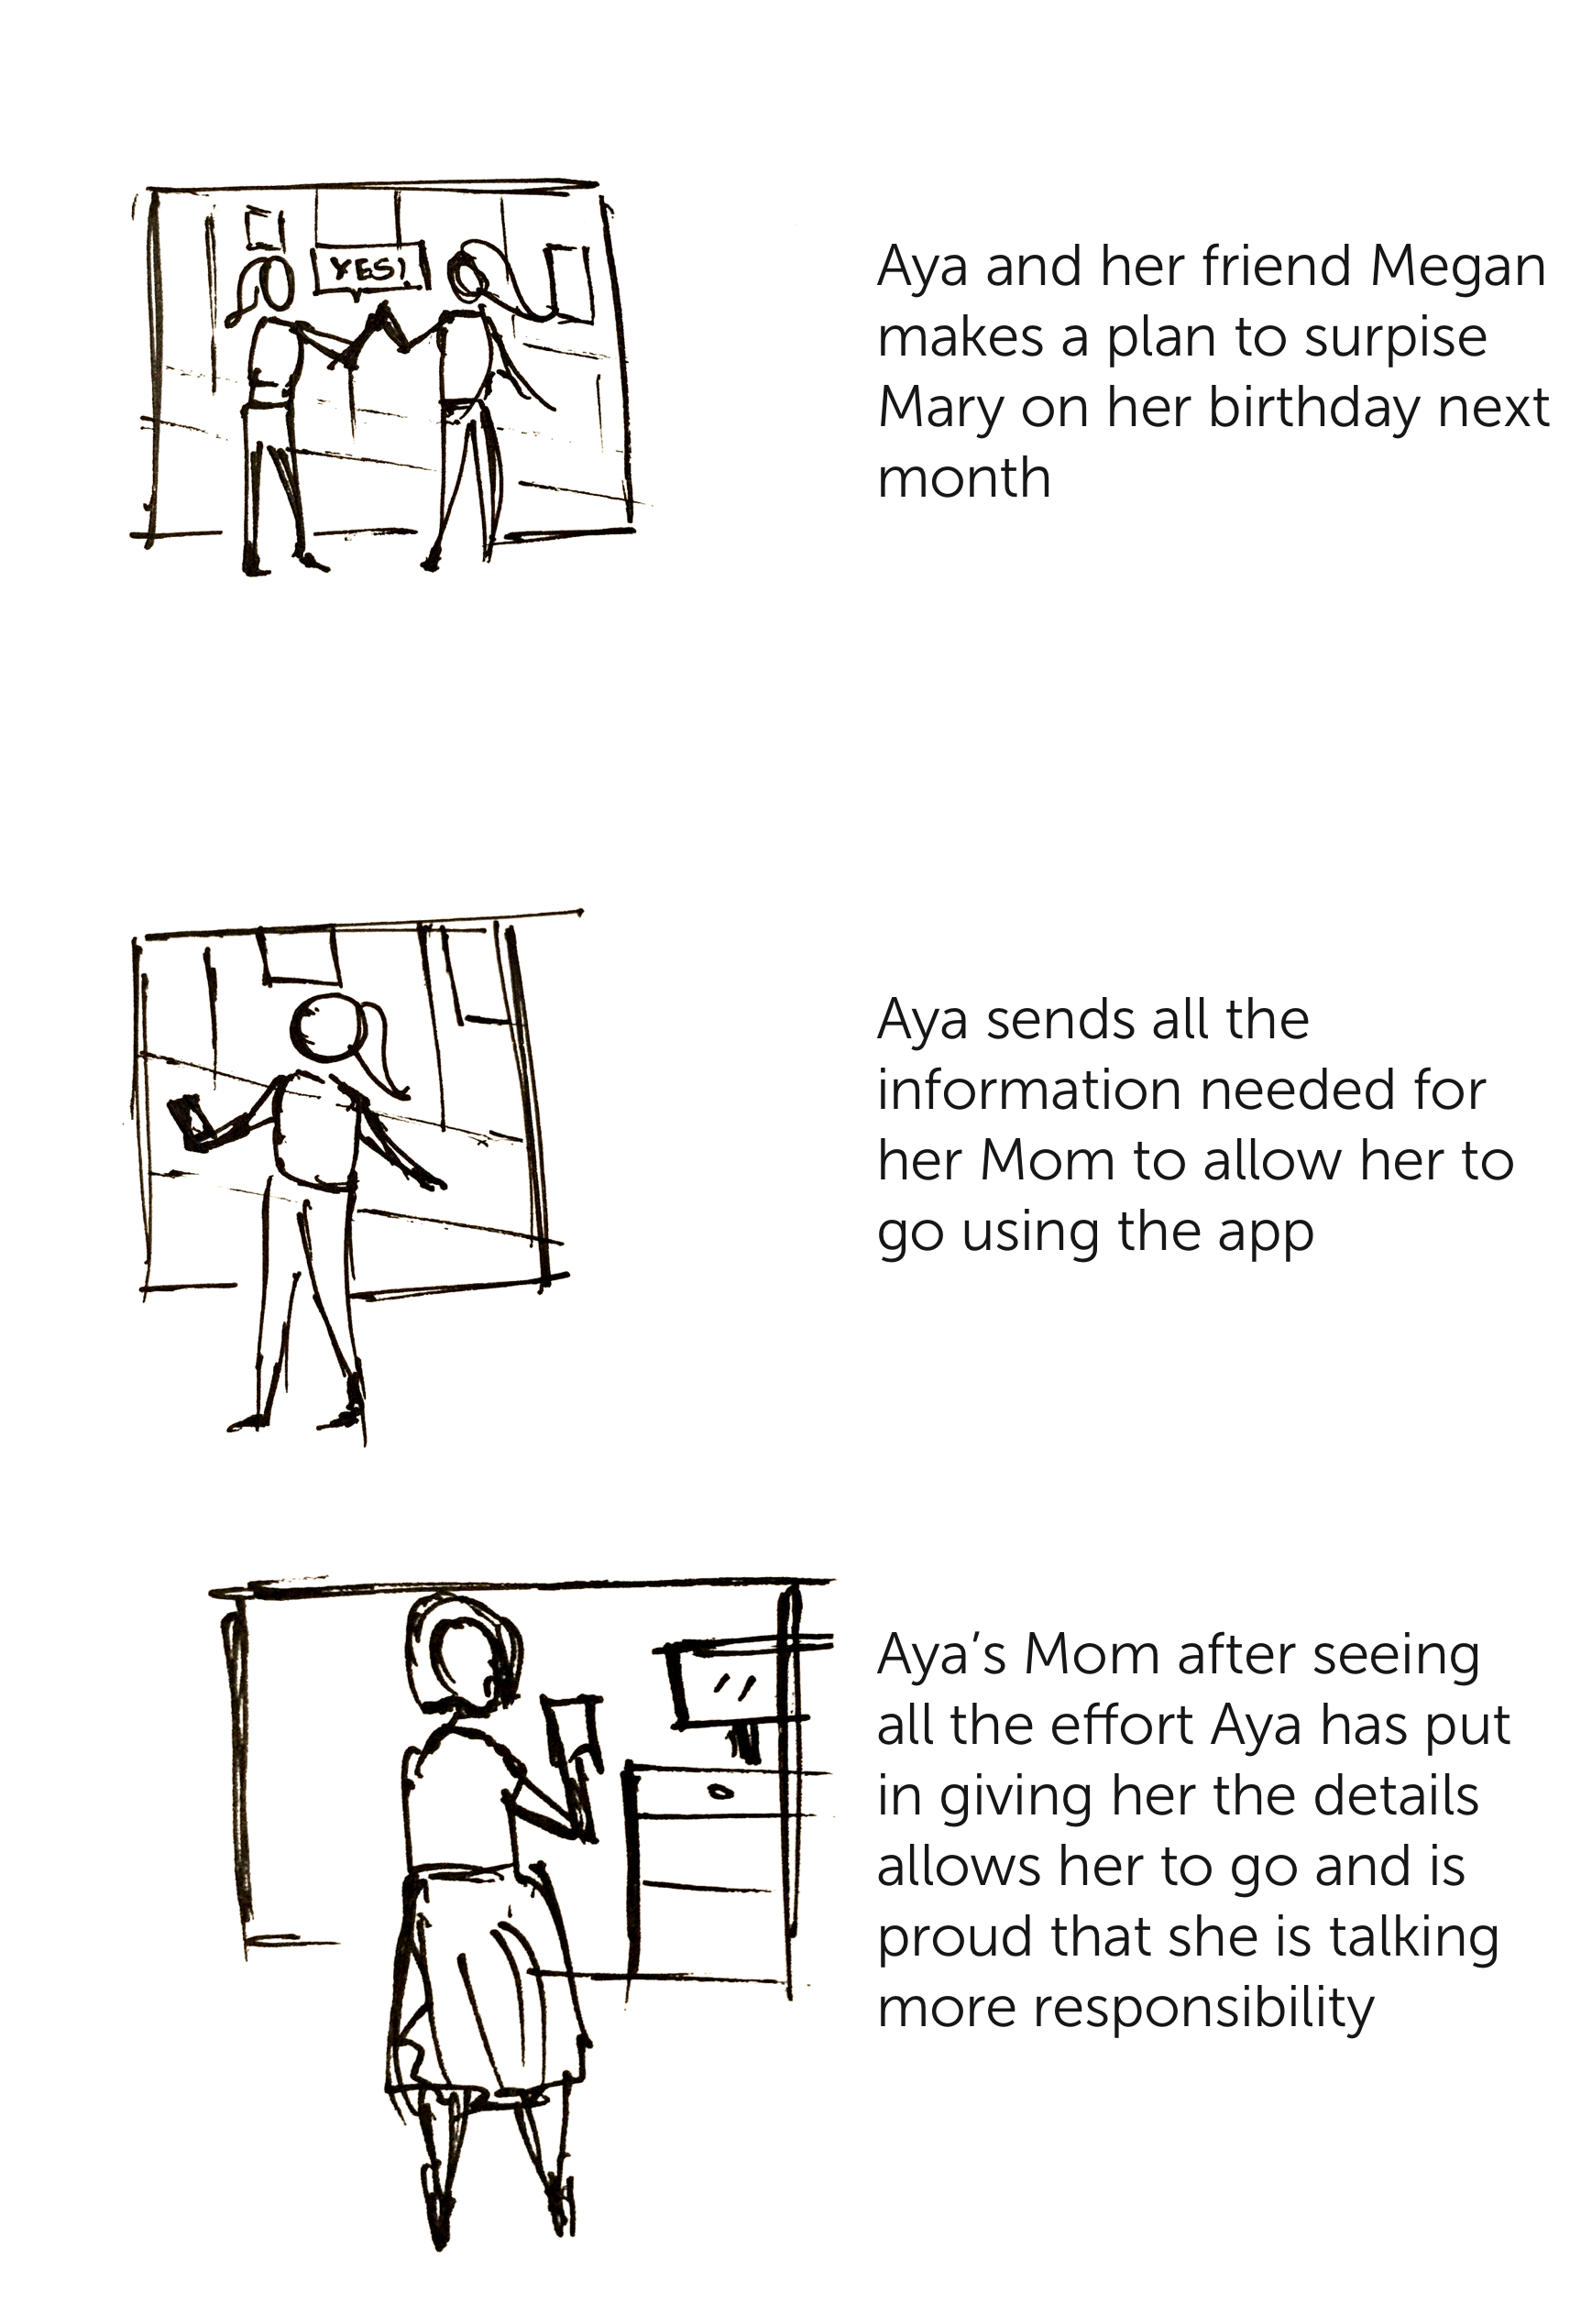 YES!
Aya and her friend Megan
makes a plan to surpise
Mary on her birthday next
month
Aya sends all the
information needed for
her Mom to allow her to
go using the app
Aya’s Mom after seeing
all the effort Aya has put
in giving her the details
allows her to go and is
proud that she is talking
more responsibility